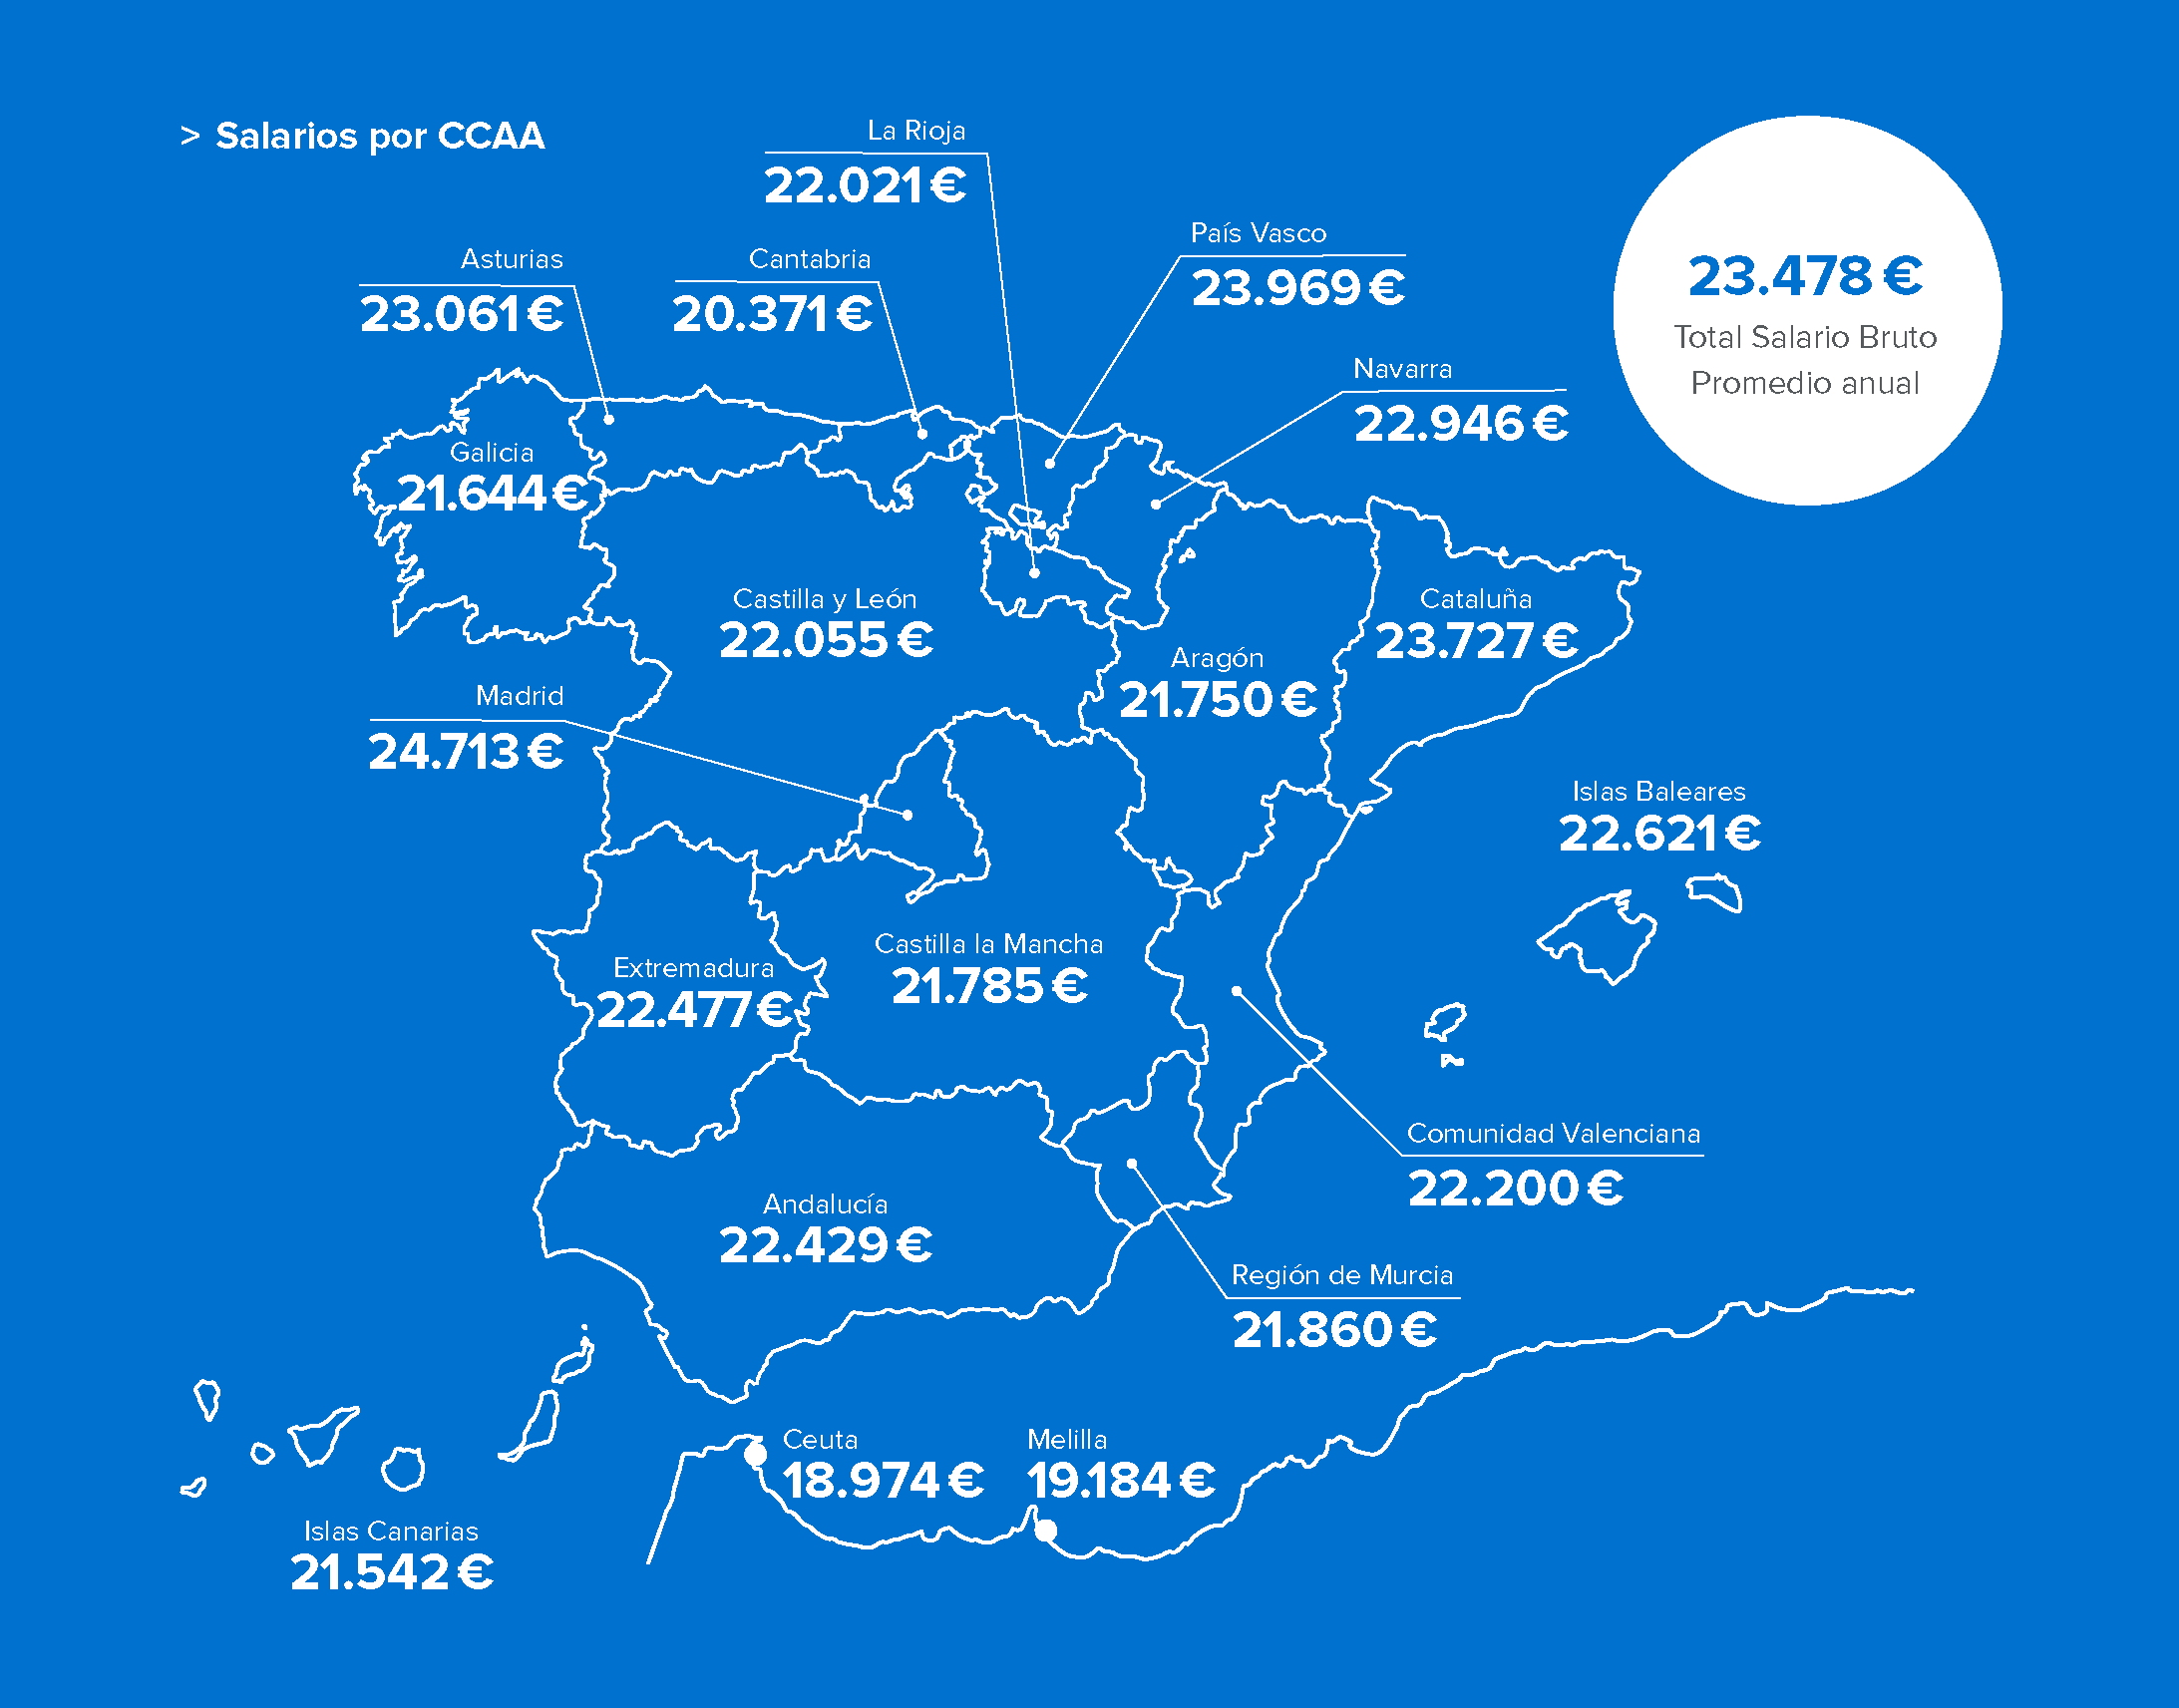 > Salarios por CCAA
La Rioja
22.021 €
País Vasco
23.969 €
Asturias
23.061 €
Cantabria
20.371 €
23.478 €
Total Salario Bruto
Promedio anual
Navarra
22.946 €
Galicia
21.644 €
Castilla y León
22.055 €
Cataluña
23.727 €
Aragón
21.750 €
Madrid
24.713 €
Islas Baleares
22.621 €
Castilla la Mancha
21.785 €
Extremadura
22.477 €
Comunidad Valenciana
22.200 €
Andalucía
22.429 €
Región de Murcia
21.860 €
Ceuta
18.974 €
Melilla
19.184 €
Islas Canarias
21.542 €